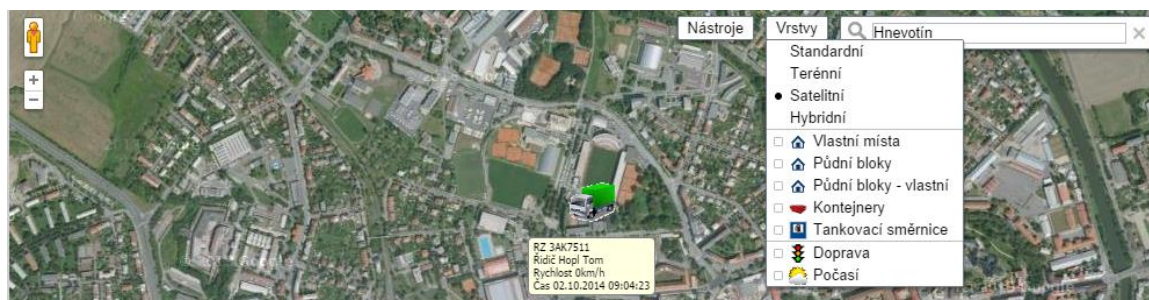 Nástroje
Vrstvy
Hnevotín
Standardní
Terénní
Satelitní
Hybridní
Vlastní místa
Půdní bloky
Půdní bloky - vlastní
Kontejnery
Tankovací směrnice
Doprava
Počasí
RZ 3AK7511
Řidič Hopl Tom
Rychlost 0km/h
Čas 02.10.2014 09:04:23